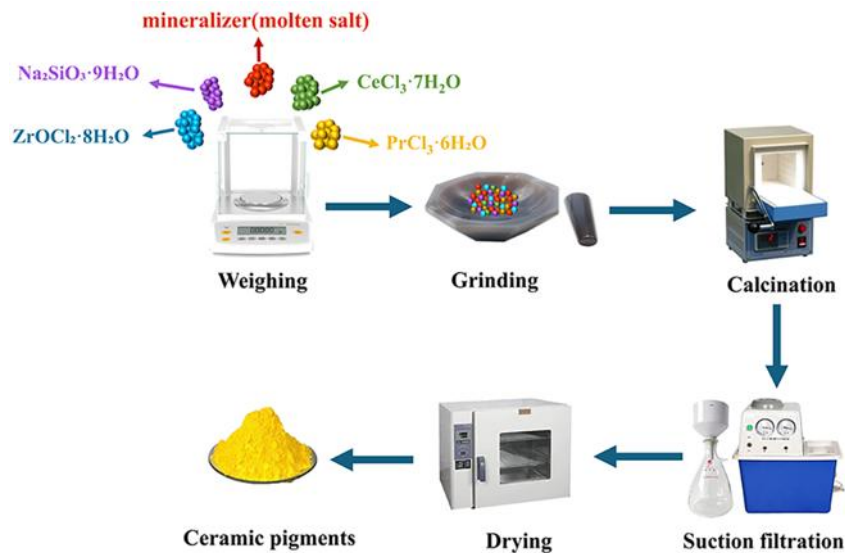 mineralizer(molten salt)
Na₂SiO₃·9H₂O
CeCl₃·7H₂O
ZrOCl₂·8H₂O
PrCl₃·6H₂O
Weighing
Grinding
Calcination
Ceramic pigments
Drying
Suction filtration